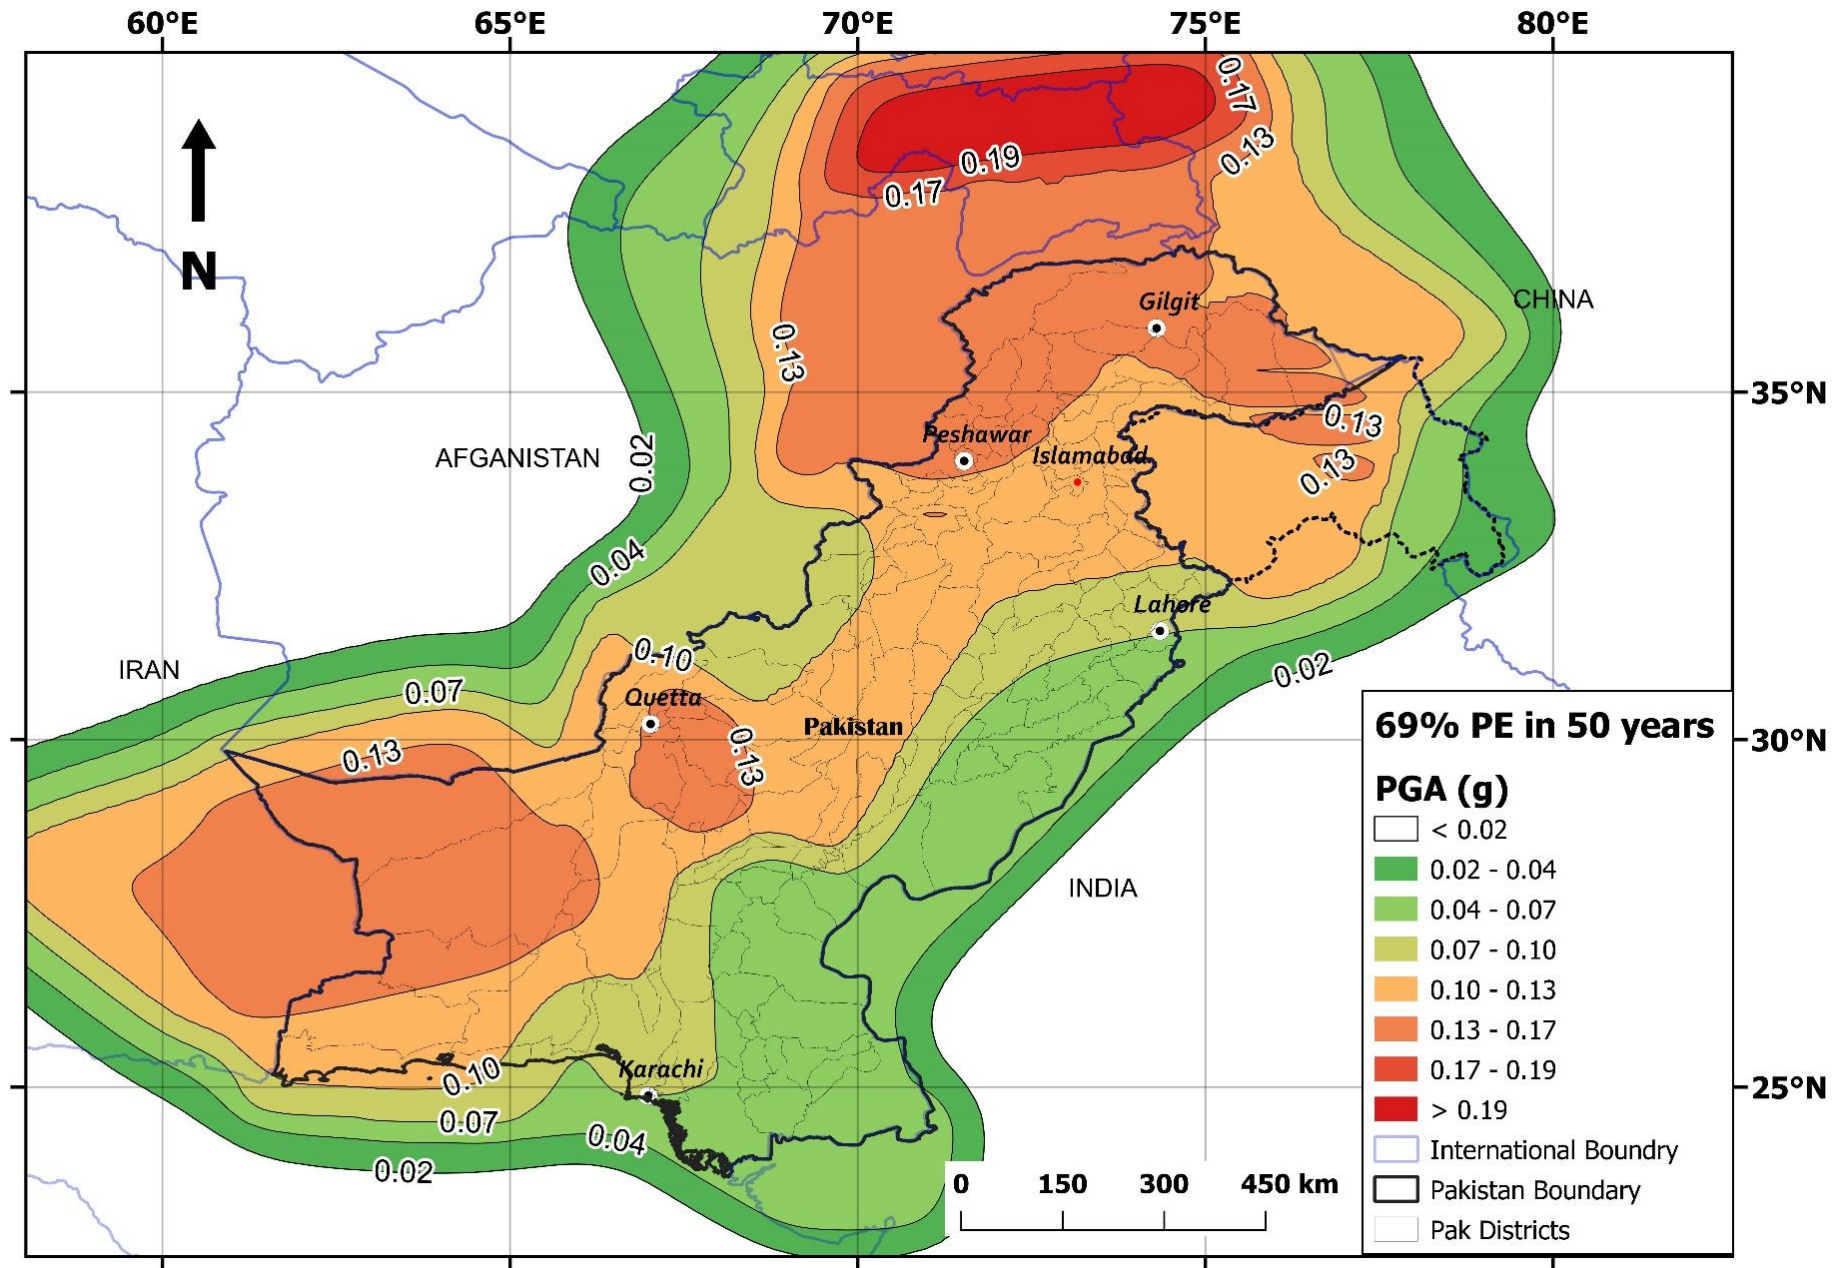 60°E 65°E 70°E 75°E 80°E
0.17
0.13
0.19
0.17
N
Gilgit
CHINA
0.13
35°N
0.13
Peshawar
Islamabad
AFGANISTAN
0.02
0.13
0.04
Lahore
0.10
IRAN
0.02
0.07
Quetta
Pakistan
0.13
0.13
30°N
INDIA
0.10
Karachi
25°N
0.07
0.04
0.02
0 150 300 450 km
69% PE in 50 years
PGA (g)
< 0.02
0.02 - 0.04
0.04 - 0.07
0.07 - 0.10
0.10 - 0.13
0.13 - 0.17
0.17 - 0.19
> 0.19
International Boundry
Pakistan Boundary
Pak Districts